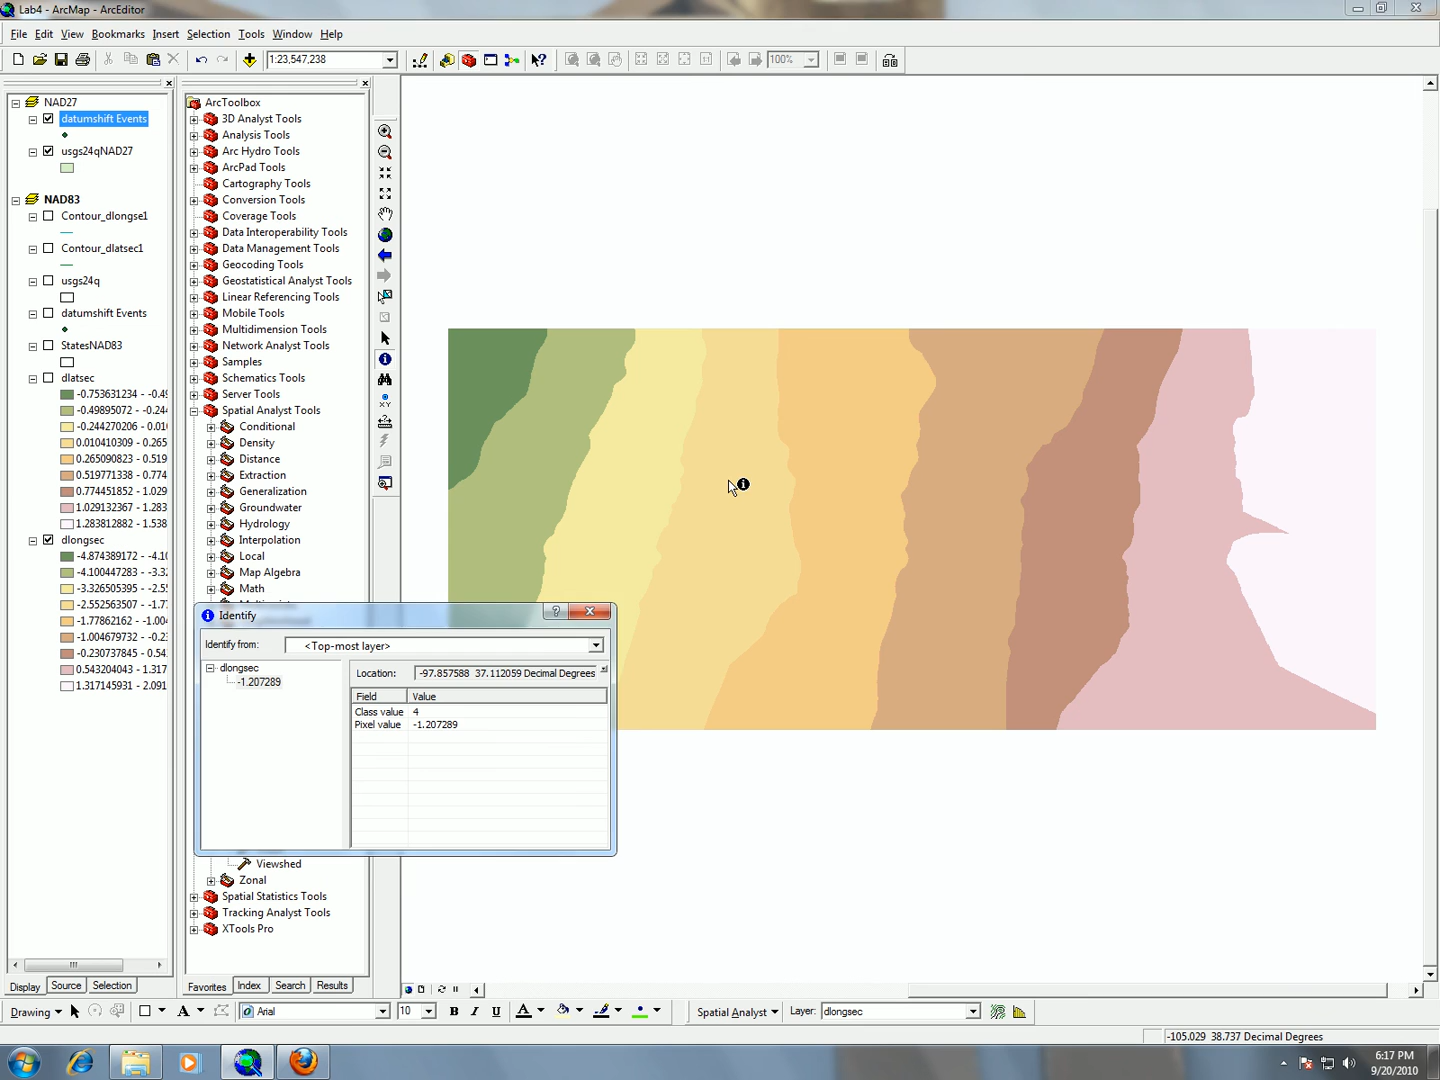 Lab4 - ArcMap - ArcEditor
File Edit View Bookmarks Insert Selection Tools Window Help
1:23,547,238
100%
NAD27
datumshift Events
usgs24qNAD27
NAD83
Contour_dlongse1
Contour_dlatsec1
usgs24q
datumshift Events
StatesNAD83
dlatsec
-0.753631234 - -0.49
-0.49895072 - -0.244
-0.244270206 - 0.010
0.010410309 - 0.265
0.265090823 - 0.519
0.519771338 - 0.774
0.774451852 - 1.029
1.029132367 - 1.283
1.283812882 - 1.538
dlongsec
-4.874389172 - -4.10
-4.100447283 - -3.32
-3.326505395 - -2.55
-2.552563507 - -1.77
-1.77862162 - -1.004
-1.004679732 - -0.23
-0.230737845 - 0.54
0.543204043 - 1.317
1.317145931 - 2.091
Display Source Selection
ArcToolbox
3D Analyst Tools
Analysis Tools
Arc Hydro Tools
ArcPad Tools
Cartography Tools
Conversion Tools
Coverage Tools
Data Interoperability Tools
Data Management Tools
Geocoding Tools
Geostatistical Analyst Tools
Linear Referencing Tools
Mobile Tools
Multidimension Tools
Network Analyst Tools
Samples
Schematics Tools
Server Tools
Spatial Analyst Tools
Conditional
Density
Distance
Extraction
Generalization
Groundwater
Hydrology
Interpolation
Local
Map Algebra
Math
Viewshed
Zonal
Spatial Statistics Tools
Tracking Analyst Tools
XTools Pro
Favorites Index Search Results
Identify
Identify from: <Top-most layer>
dlongsec
-1.207289
Location: -97.857588 37.112059 Decimal Degrees
Field Value
Class value 4
Pixel value -1.207289
Drawing A Arial 10 B I U A Spatial Analyst Layer: dlongsec
-105.029 38.737 Decimal Degrees
6:17 PM
9/20/2010